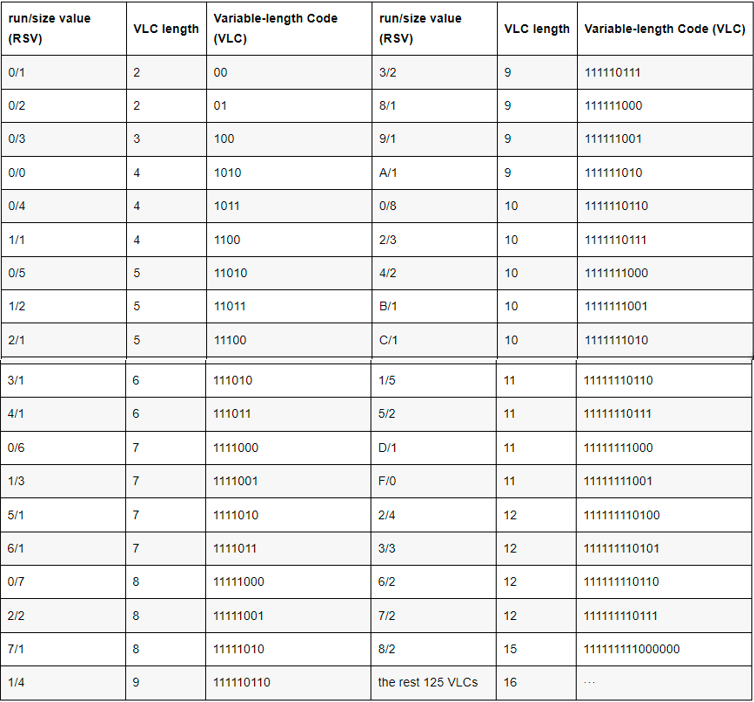 run/size value (RSV) VLC length Variable-length Code (VLC) run/size value (RSV) VLC length Variable-length Code (VLC)
0/1 2 00 3/2 9 111110111
0/2 2 01 8/1 9 111111000
0/3 3 100 9/1 9 111111001
0/0 4 1010 A/1 9 111111010
0/4 4 1011 0/8 10 1111110110
1/1 4 1100 2/3 10 1111110111
0/5 5 11010 4/2 10 1111111000
1/2 5 11011 B/1 10 1111111001
2/1 5 11100 C/1 10 1111111010
3/1 6 111010 1/5 11 11111110110
4/1 6 111011 5/2 11 11111110111
0/6 7 1111000 D/1 11 11111111000
1/3 7 1111001 F/0 11 11111111001
5/1 7 1111010 2/4 12 111111110100
6/1 7 1111011 3/3 12 111111110101
0/7 8 11111000 6/2 12 111111110110
2/2 8 11111001 7/2 12 111111110111
7/1 8 11111010 8/2 15 111111111000000
1/4 9 111110110 the rest 125 VLCs 16 ···